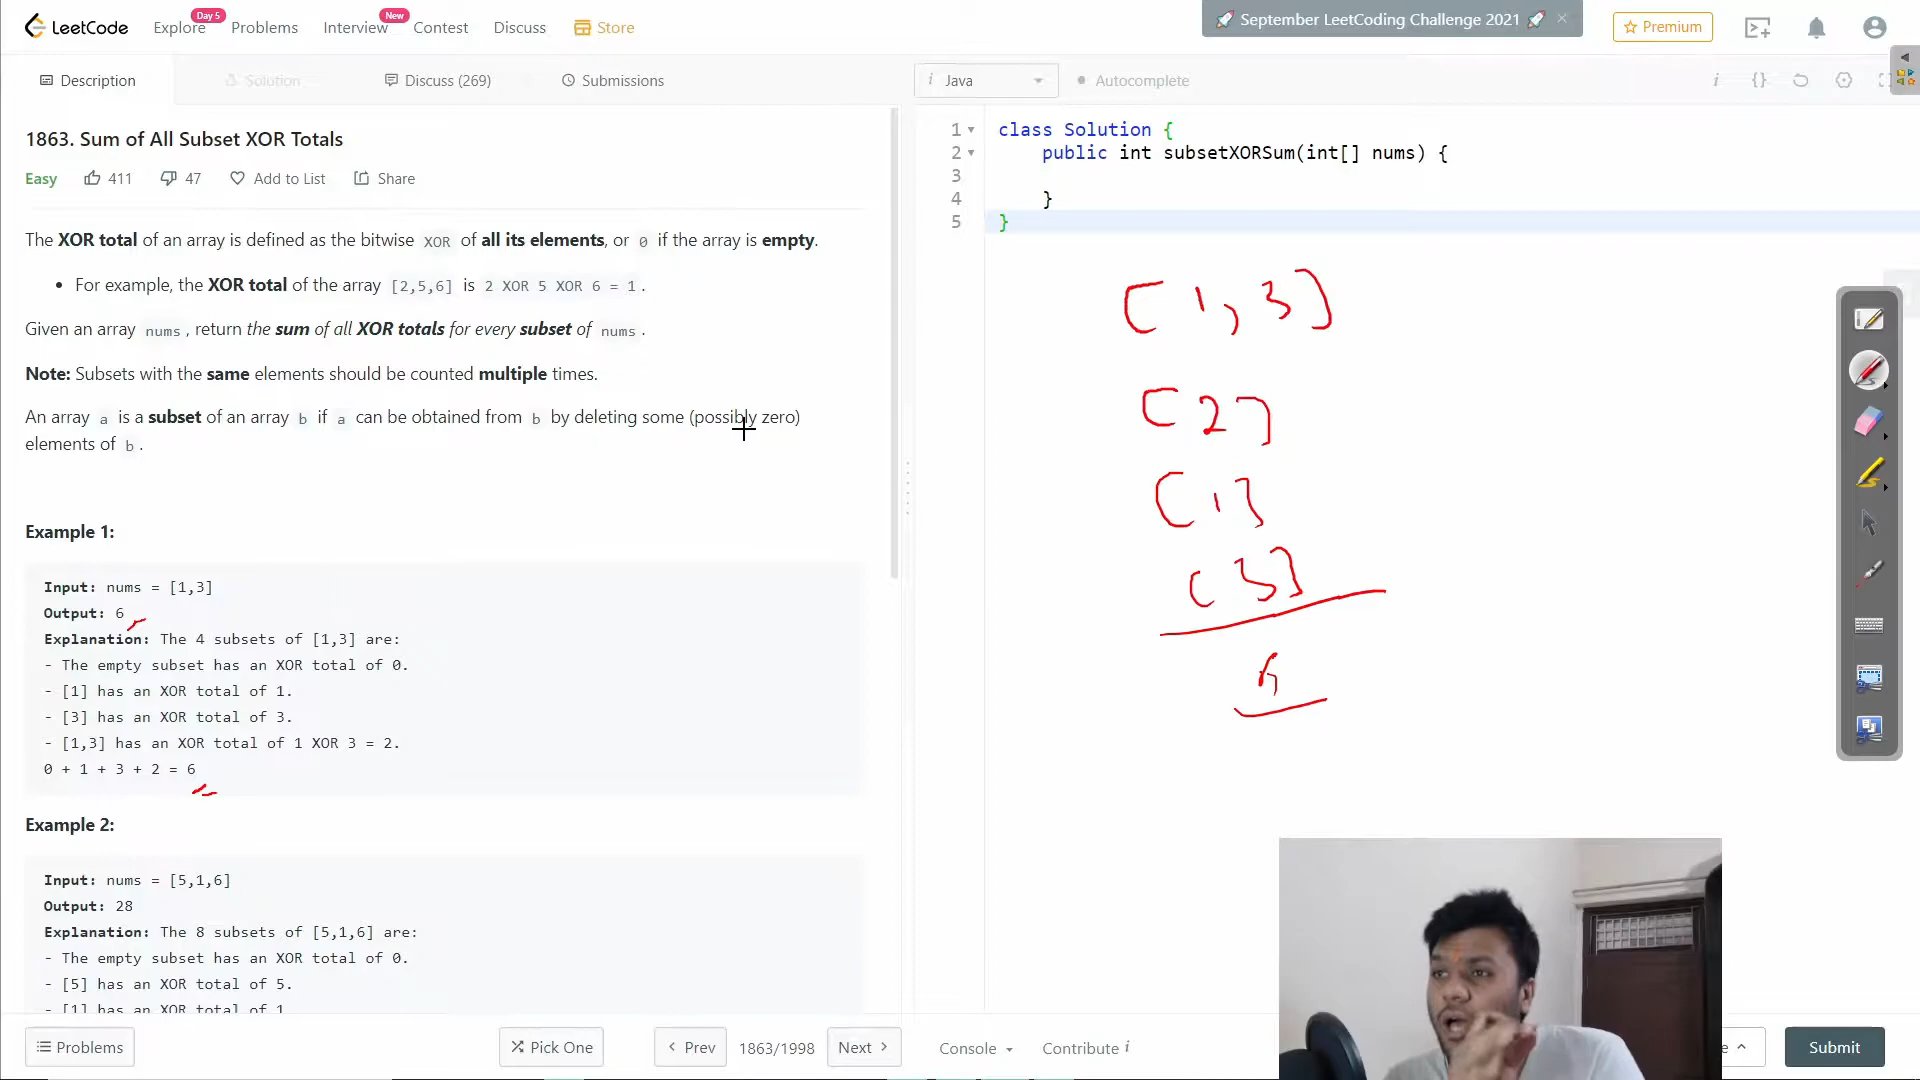 LeetCode
Explore
Day 5
Problems
Interview
New
Contest
Discuss
Store
🚀 September LeetCoding Challenge 2021 🚀 ×
Premium
Description
Solution
Discuss (269)
Submissions
i Java
Autocomplete
i {}
1863. Sum of All Subset XOR Totals
Easy 411 47 Add to List Share
The XOR total of an array is defined as the bitwise XOR of all its elements, or 0 if the array is empty.
• For example, the XOR total of the array [2,5,6] is 2 XOR 5 XOR 6 = 1.
Given an array nums, return the sum of all XOR totals for every subset of nums.
Note: Subsets with the same elements should be counted multiple times.
An array a is a subset of an array b if a can be obtained from b by deleting some (possibly zero)
elements of b.
Example 1:
Input: nums = [1,3]
Output: 6
Explanation: The 4 subsets of [1,3] are:
- The empty subset has an XOR total of 0.
- [1] has an XOR total of 1.
- [3] has an XOR total of 3.
- [1,3] has an XOR total of 1 XOR 3 = 2.
0 + 1 + 3 + 2 = 6
Example 2:
Input: nums = [5,1,6]
Output: 28
Explanation: The 8 subsets of [5,1,6] are:
- The empty subset has an XOR total of 0.
- [5] has an XOR total of 5.
- [1] has an XOR total of 1
1 class Solution {
2 public int subsetXORSum(int[] nums) {
3
4 }
5 }
[1,3]
[2]
[1]
[3]
6
Problems
Pick One
Prev
1863/1998
Next
Console
Contribute i
e
Submit